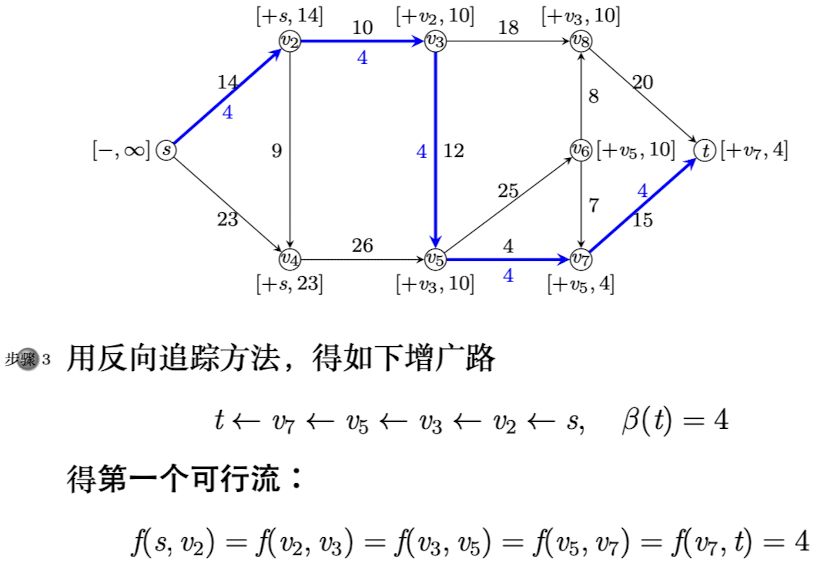 [+s, 14] [+v₂, 10] [+v₃, 10]
v₂ 10 v₃ 18 v₈
4
14 8 20
4
[−, ∞] s 9 4 12 v₆ [+v₅, 10] t [+v₇, 4]
4
25 7
23 15
v₄ 26 v₅ 4 v₇
4
[+s, 23] [+v₃, 10] [+v₅, 4]
步骤 3 用反向追踪方法，得如下增广路
t ← v₇ ← v₅ ← v₃ ← v₂ ← s, β(t) = 4
得第一个可行流：
f(s, v₂) = f(v₂, v₃) = f(v₃, v₅) = f(v₅, v₇) = f(v₇, t) = 4